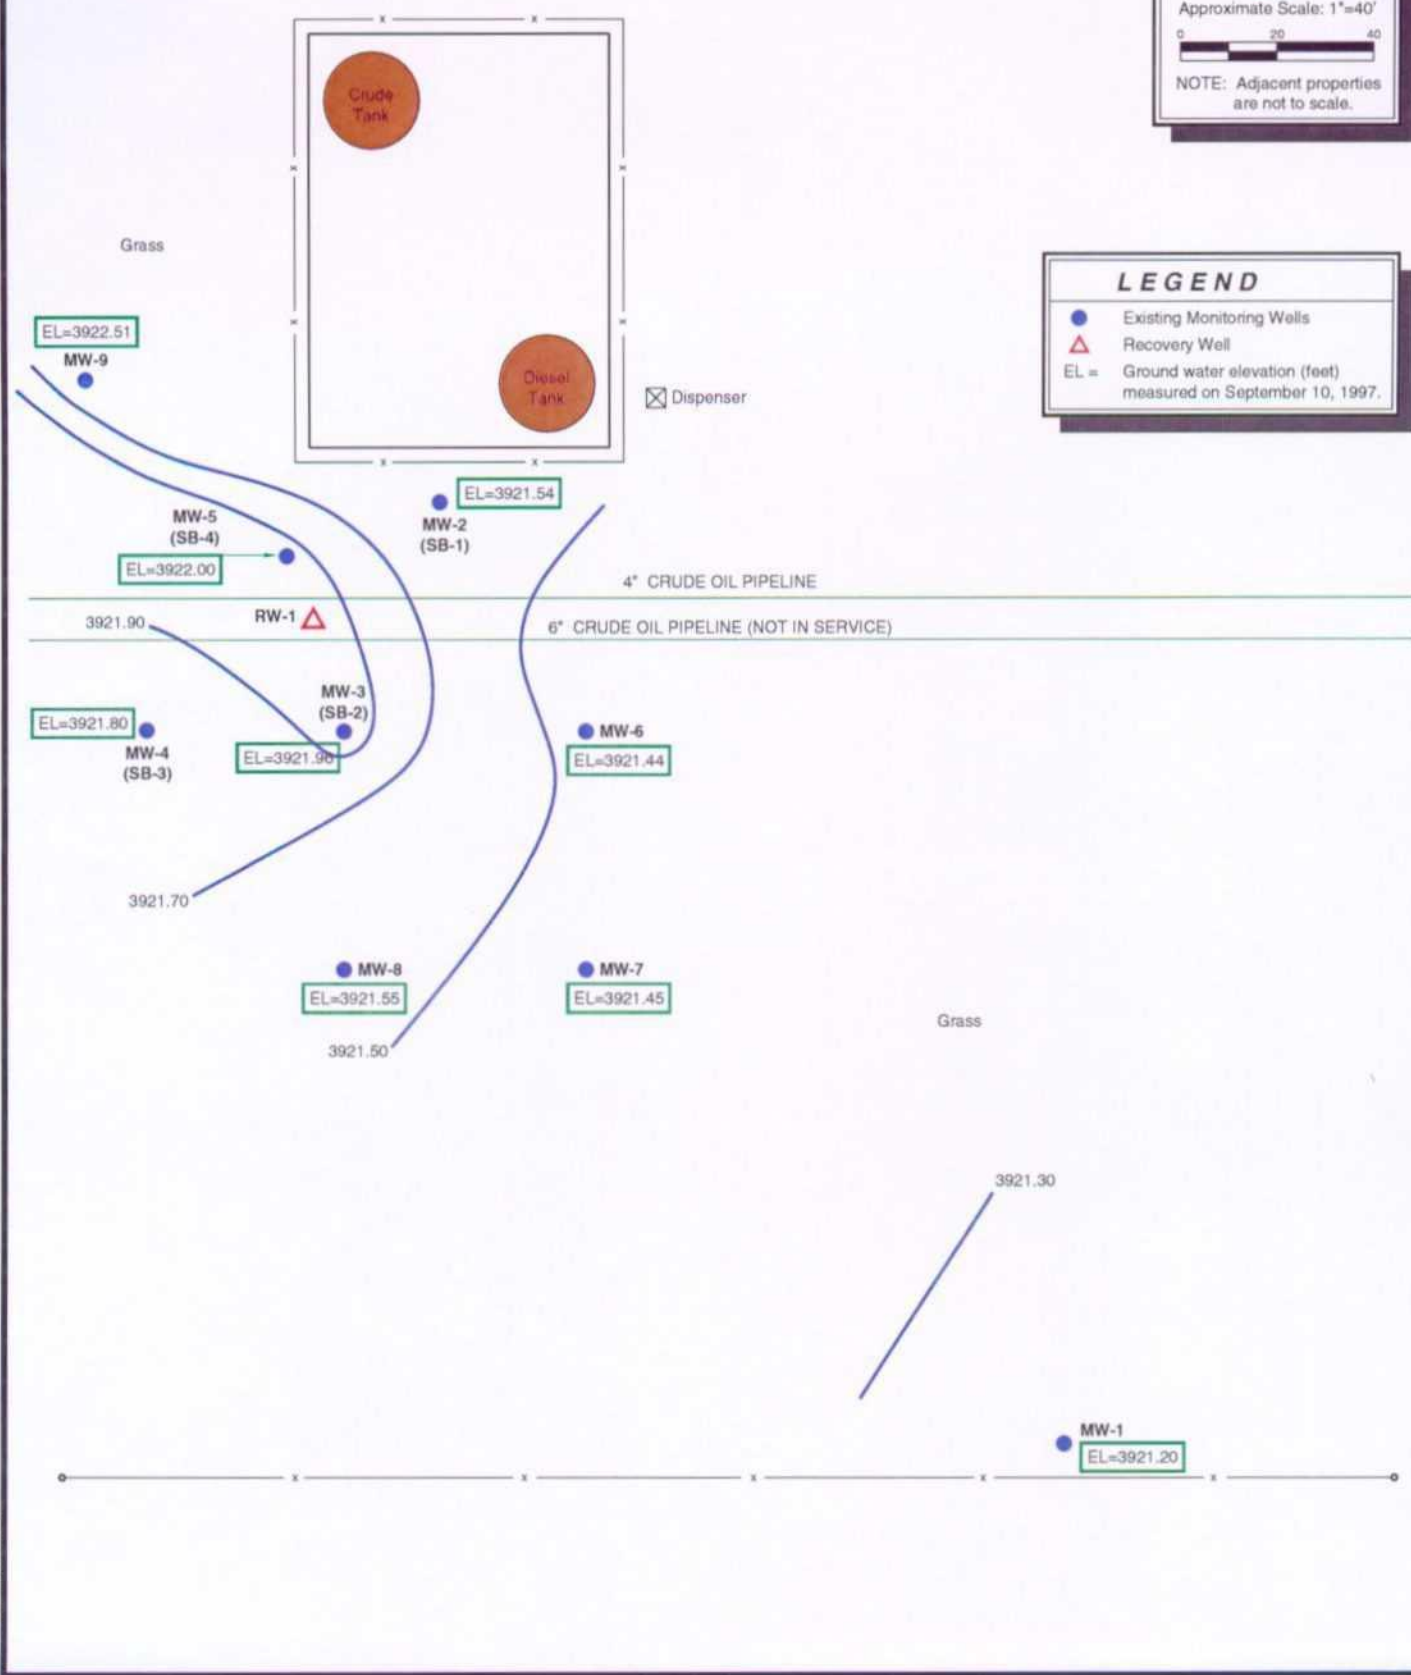 Approximate Scale: 1"=40'
0 20 40
NOTE: Adjacent properties
are not to scale.
Crude
Tank
Grass
LEGEND
Existing Monitoring Wells
Recovery Well
EL = Ground water elevation (feet)
measured on September 10, 1997.
EL=3922.51
MW-9
Diesel
Tank
Dispenser
EL=3921.54
MW-2
(SB-1)
MW-5
(SB-4)
EL=3922.00
4" CRUDE OIL PIPELINE
3921.90
RW-1
6" CRUDE OIL PIPELINE (NOT IN SERVICE)
MW-3
(SB-2)
EL=3921.80
MW-4
(SB-3)
EL=3921.96
MW-6
EL=3921.44
3921.70
MW-8
EL=3921.55
MW-7
EL=3921.45
3921.50
Grass
3921.30
MW-1
EL=3921.20